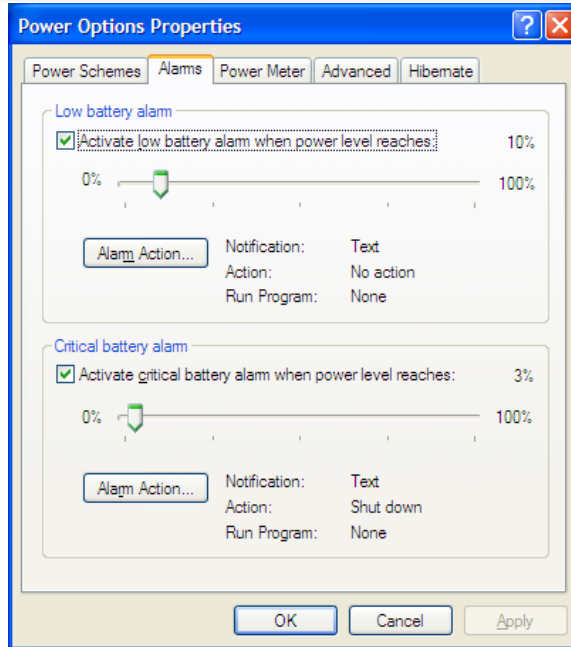 Power Options Properties
Power Schemes Alarms Power Meter Advanced Hibernate
Low battery alarm
Activate low battery alarm when power level reaches: 10%
0% 100%
Alarm Action... Notification: Text
Action: No action
Run Program: None
Critical battery alarm
Activate critical battery alarm when power level reaches: 3%
0% 100%
Alarm Action... Notification: Text
Action: Shut down
Run Program: None
OK Cancel Apply